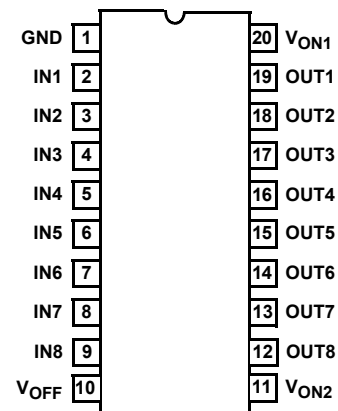 GND 1 20 VON1
IN1 2 19 OUT1
IN2 3 18 OUT2
IN3 4 17 OUT3
IN4 5 16 OUT4
IN5 6 15 OUT5
IN6 7 14 OUT6
IN7 8 13 OUT7
IN8 9 12 OUT8
VOFF 10 11 VON2